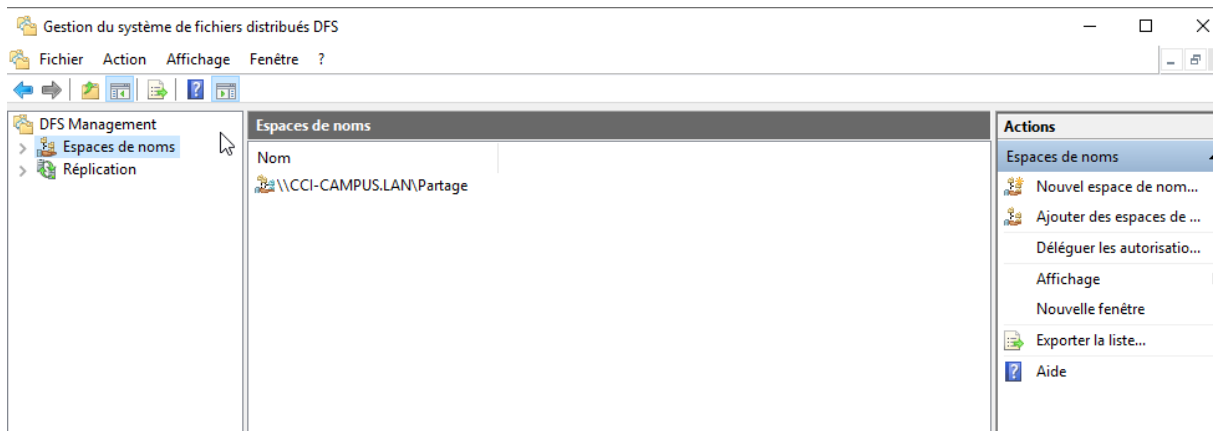 Gestion du système de fichiers distribués DFS
Fichier Action Affichage Fenêtre ?
DFS Management
Espaces de noms
Réplication
Espaces de noms
Nom
\\CCI-CAMPUS.LAN\Partage
Actions
Espaces de noms
Nouvel espace de nom...
Ajouter des espaces de ...
Déléguer les autorisatio...
Affichage
Nouvelle fenêtre
Exporter la liste...
Aide